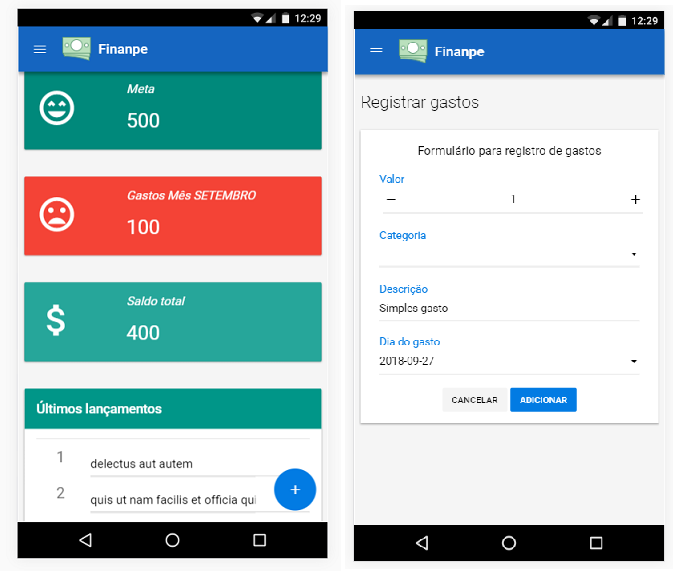 12:29
Finanpe
Meta
500
Gastos Mês SETEMBRO
100
Saldo total
$
400
Últimos lançamentos
1
delectus aut autem
2
quis ut nam facilis et officia qui
+
12:29
Finanpe
Registrar gastos
Formulário para registro de gastos
Valor
— 1 +
Categoria
Descrição
Simples gasto
Dia do gasto
2018-09-27
CANCELAR ADICIONAR